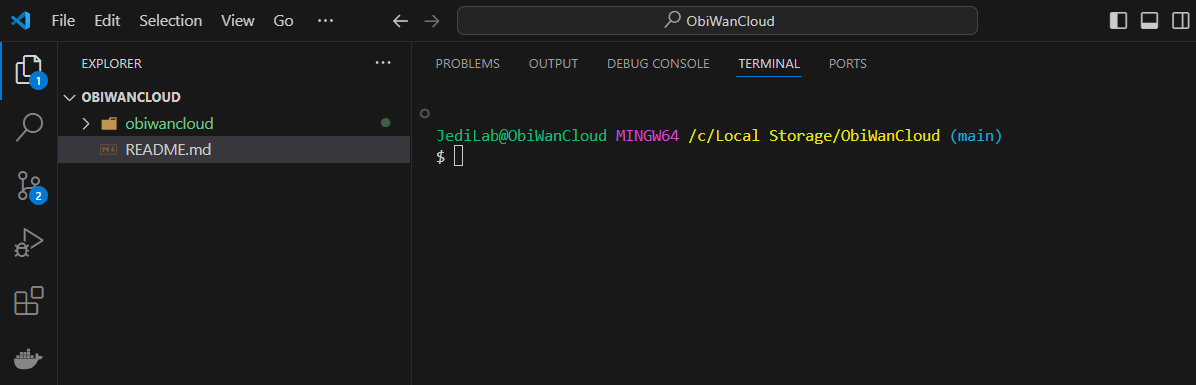 File Edit Selection View Go ··· ObiWanCloud
EXPLORER ···
PROBLEMS OUTPUT DEBUG CONSOLE TERMINAL PORTS
1
OBIWANCLOUD
obiwancloud
README.md
2
JediLab@ObiWanCloud MINGW64 /c/Local Storage/ObiWanCloud (main)
$